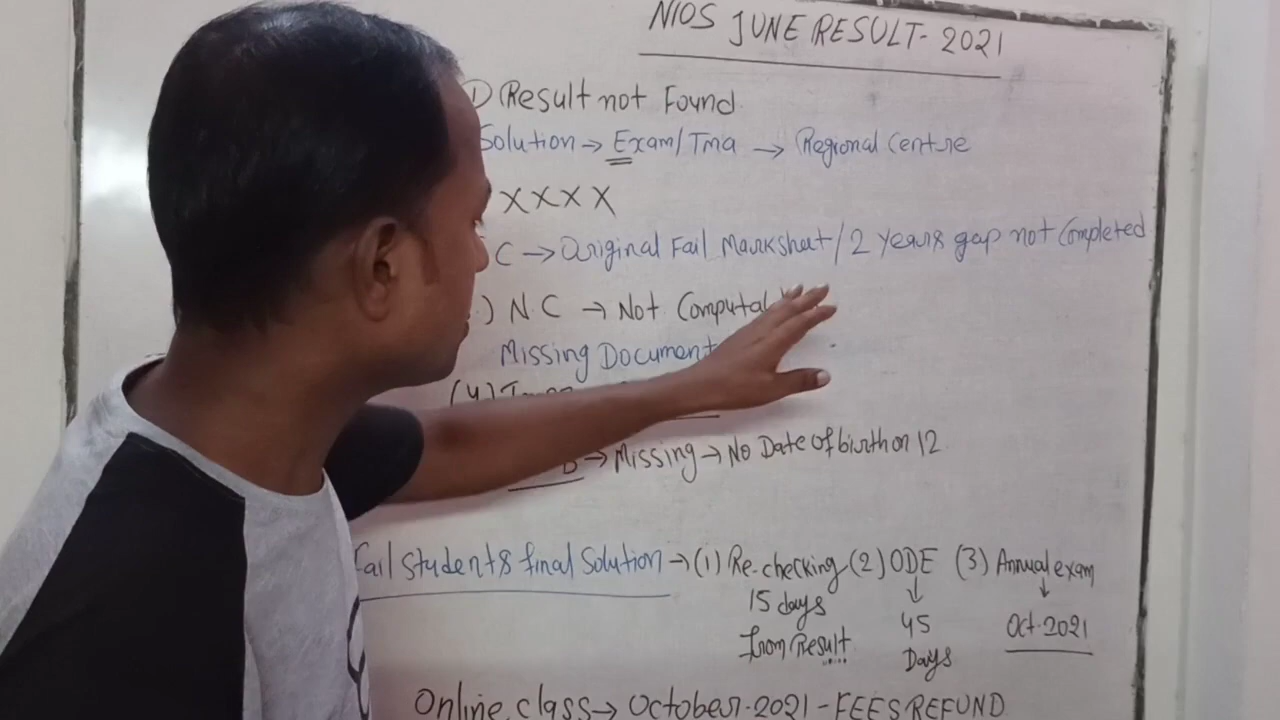 NIOS JUNE RESULT- 2021
1) Result not Found
Solution → Exam/Tma → Regional Centre
XXXX
C → Original Fail Marksheet / 2 years gap not Completed
) NC → Not
Missing Document
(4)
B → Missing → No Date of birth on 12
Fail Students final Solution → (1) Re-checking (2) ODE (3) Annual exam
15 days ↓ ↓
from Result 45 Oct-2021
Days
Online class → October-2021 - FEES REFUND